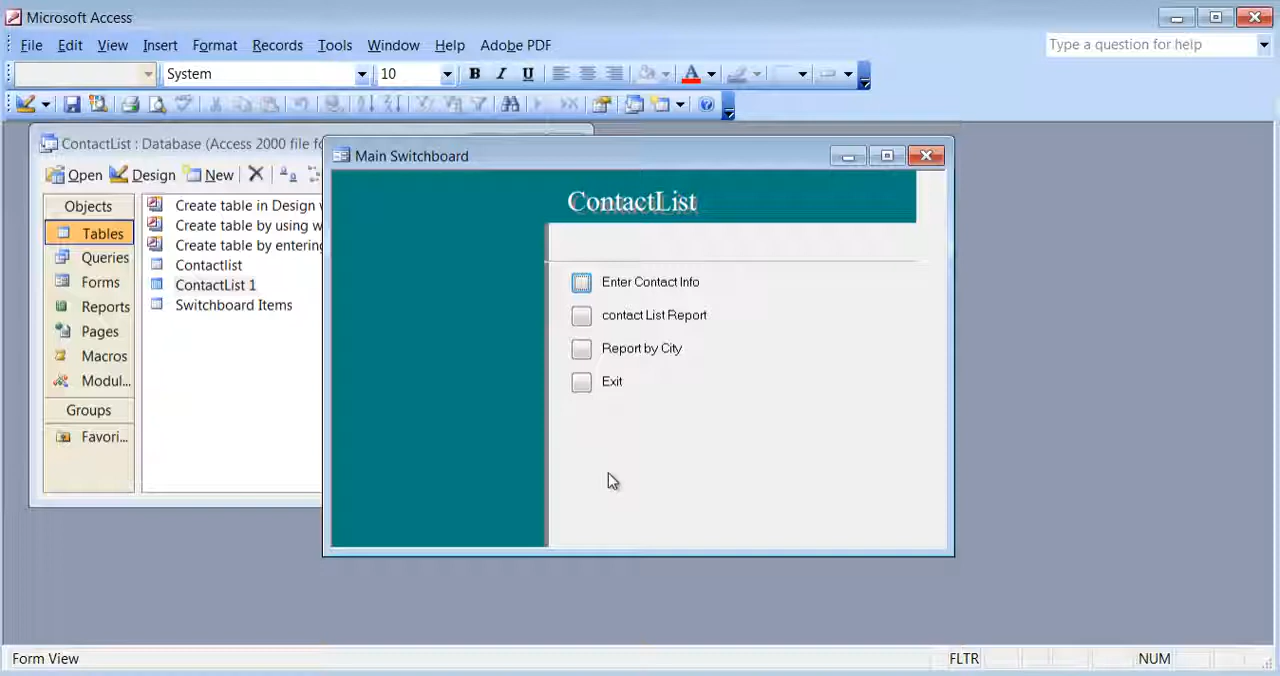 Microsoft Access
File Edit View Insert Format Records Tools Window Help Adobe PDF
Type a question for help
System 10 B I U A
ContactList : Database (Access 2000 file fo
Open Design New
Objects
Tables
Queries
Forms
Reports
Pages
Macros
Modul...
Groups
Favori...
Create table in Design
Create table by using
Create table by entering
Contactlist
ContactList 1
Switchboard Items
Main Switchboard
ContactList
Enter Contact Info
contact List Report
Report by City
Exit
Form View
FLTR
NUM